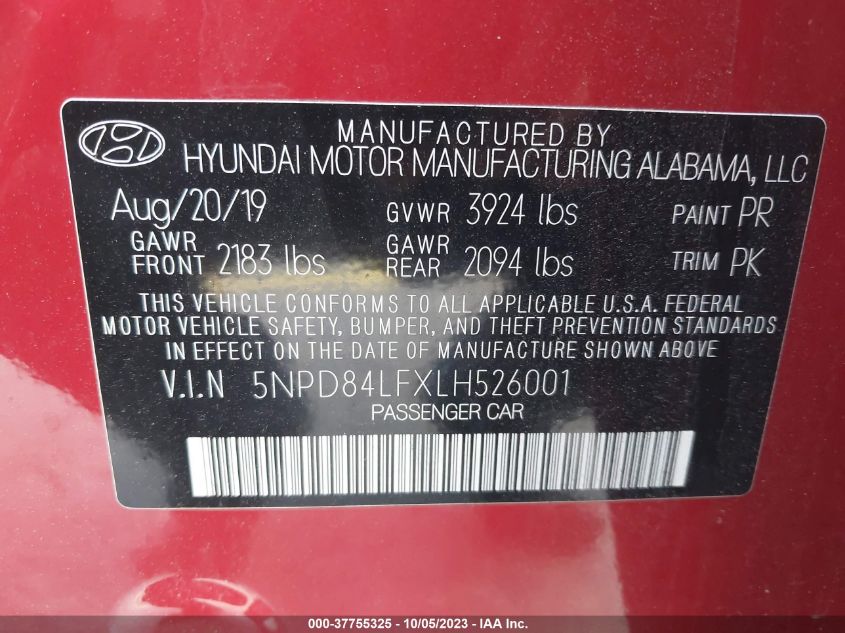 MANUFACTURED BY
HYUNDAI MOTOR MANUFACTURING ALABAMA, LLC
Aug/20/19 GVWR 3924 lbs PAINT PR
GAWR FRONT 2183 lbs GAWR REAR 2094 lbs TRIM PK
THIS VEHICLE CONFORMS TO ALL APPLICABLE U.S.A. FEDERAL
MOTOR VEHICLE SAFETY, BUMPER, AND THEFT PREVENTION STANDARDS
IN EFFECT ON THE DATE OF MANUFACTURE SHOWN ABOVE
V.I.N 5NPD84LFXLH526001
PASSENGER CAR
000-37755325 - 10/05/2023 - IAA Inc.